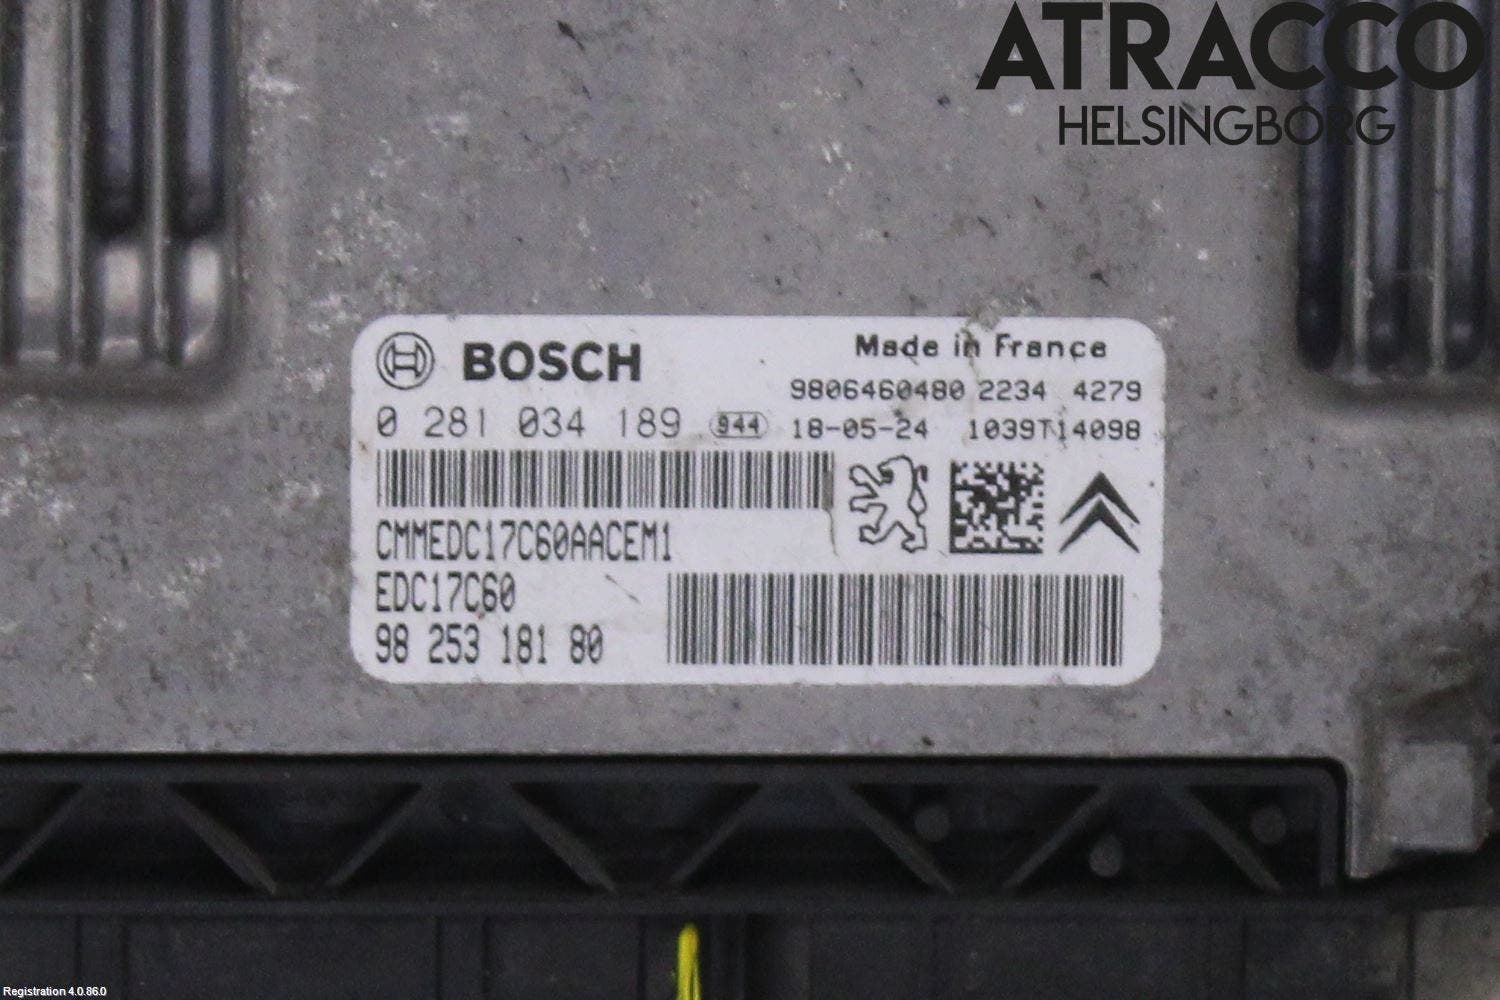 ATRACCO
HELSINGBORG
BOSCH
Made in France
9806460480 2234 4279
0 281 034 189 944 18-05-24 1039T14098
CMMEDC17C60AACEM1
EDC17C60
98 253 181 80
Registration 4.0.86.0